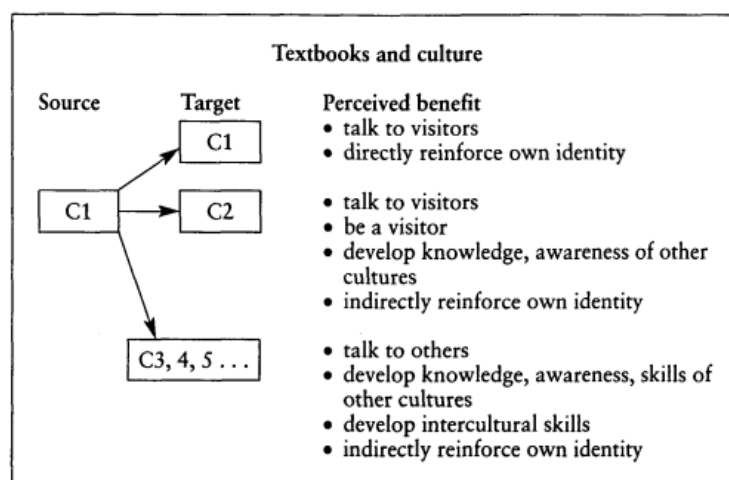 Textbooks and culture
Source Target Perceived benefit
C1
• talk to visitors
• directly reinforce own identity
C1 C2
• talk to visitors
• be a visitor
• develop knowledge, awareness of other
cultures
• indirectly reinforce own identity
C3, 4, 5 . . .
• talk to others
• develop knowledge, awareness, skills of
other cultures
• develop intercultural skills
• indirectly reinforce own identity